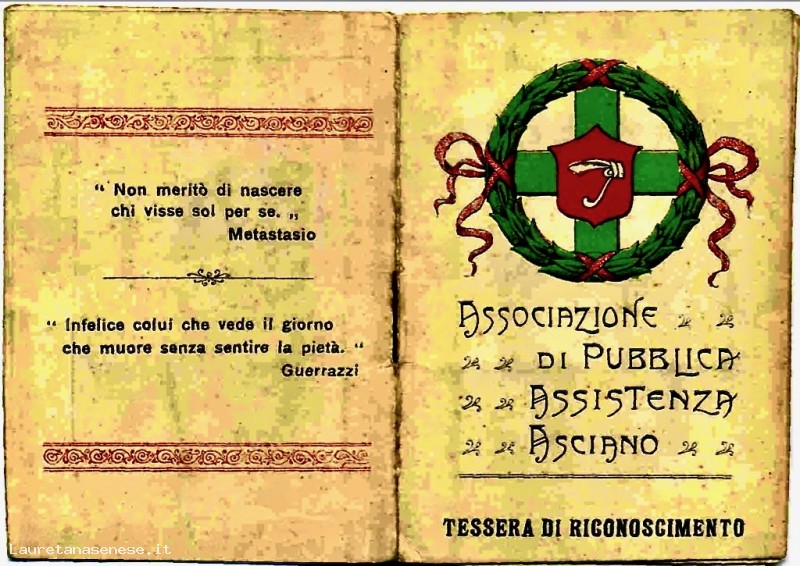 “ Non meritò di nascere
chi visse sol per se. „
Metastasio
“ Infelice colui che vede il giorno
che muore senza sentire la pietà. “
Guerrazzi
ASSOCIAZIONE
DI PUBBLICA
ASSISTENZA
ASCIANO
TESSERA DI RICONOSCIMENTO
Lauretanasenese.it